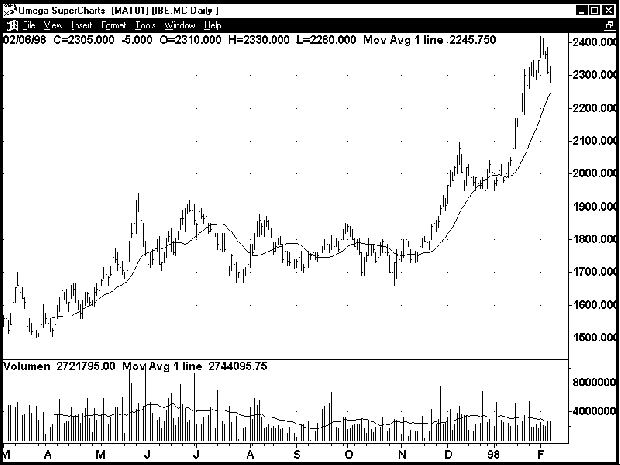 Omega SuperCharts - [MAT01] [IBE.MC Daily]
File View Insert Format Tools Window Help
02/06/98 C=2305.000 -5.000 O=2310.000 H=2330.000 L=2280.000 Mov Avg 1 line 2245.750
2400.000
2300.000
2200.000
2100.000
2000.000
1900.000
1800.000
1700.000
1600.000
1500.000
Volumen 2721795.00 Mov Avg 1 line 2744095.75
8000000
4000000
M A M J J A S O N D 98 F